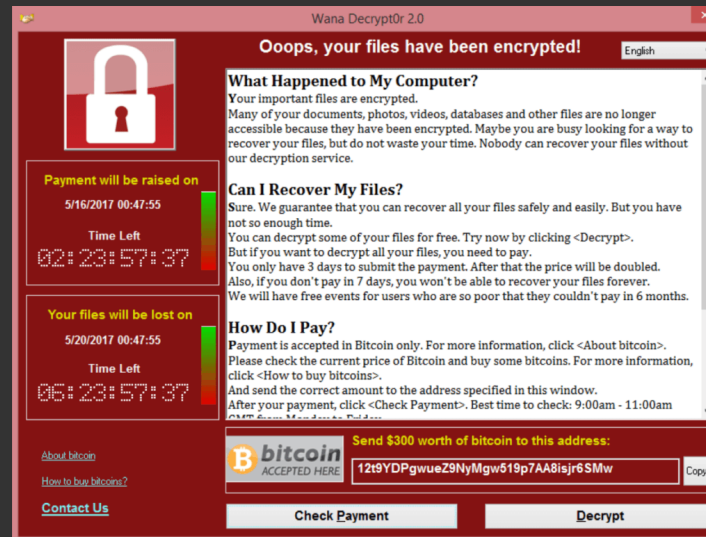 Wana Decrypt0r 2.0
Ooops, your files have been encrypted!
English
What Happened to My Computer?
Your important files are encrypted.
Many of your documents, photos, videos, databases and other files are no longer
accessible because they have been encrypted. Maybe you are busy looking for a way to
recover your files, but do not waste your time. Nobody can recover your files without
our decryption service.
Can I Recover My Files?
Sure. We guarantee that you can recover all your files safely and easily. But you have
not so enough time.
You can decrypt some of your files for free. Try now by clicking <Decrypt>.
But if you want to decrypt all your files, you need to pay.
You only have 3 days to submit the payment. After that the price will be doubled.
Also, if you don't pay in 7 days, you won't be able to recover your files forever.
We will have free events for users who are so poor that they couldn't pay in 6 months.
How Do I Pay?
Payment is accepted in Bitcoin only. For more information, click <About bitcoin>.
Please check the current price of Bitcoin and buy some bitcoins. For more information,
click <How to buy bitcoins>.
And send the correct amount to the address specified in this window.
After your payment, click <Check Payment>. Best time to check: 9:00am - 11:00am
GMT from Monday to Friday.
Payment will be raised on
5/16/2017 00:47:55
Time Left
02:23:57:37
Your files will be lost on
5/20/2017 00:47:55
Time Left
06:23:57:37
About bitcoin
How to buy bitcoins?
Contact Us
bitcoin
ACCEPTED HERE
Send $300 worth of bitcoin to this address:
12t9YDPgwueZ9NyMgw519p7AA8isjr6SMw
Copy
Check Payment
Decrypt